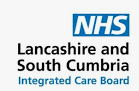 NHS
Lancashire and
South Cumbria
Integrated Care Board